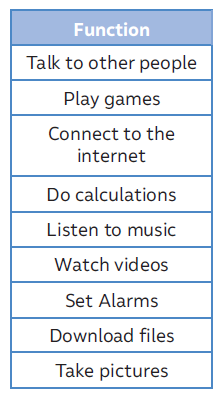 Function
Talk to other people
Play games
Connect to the
internet
Do calculations
Listen to music
Watch videos
Set Alarms
Download files
Take pictures